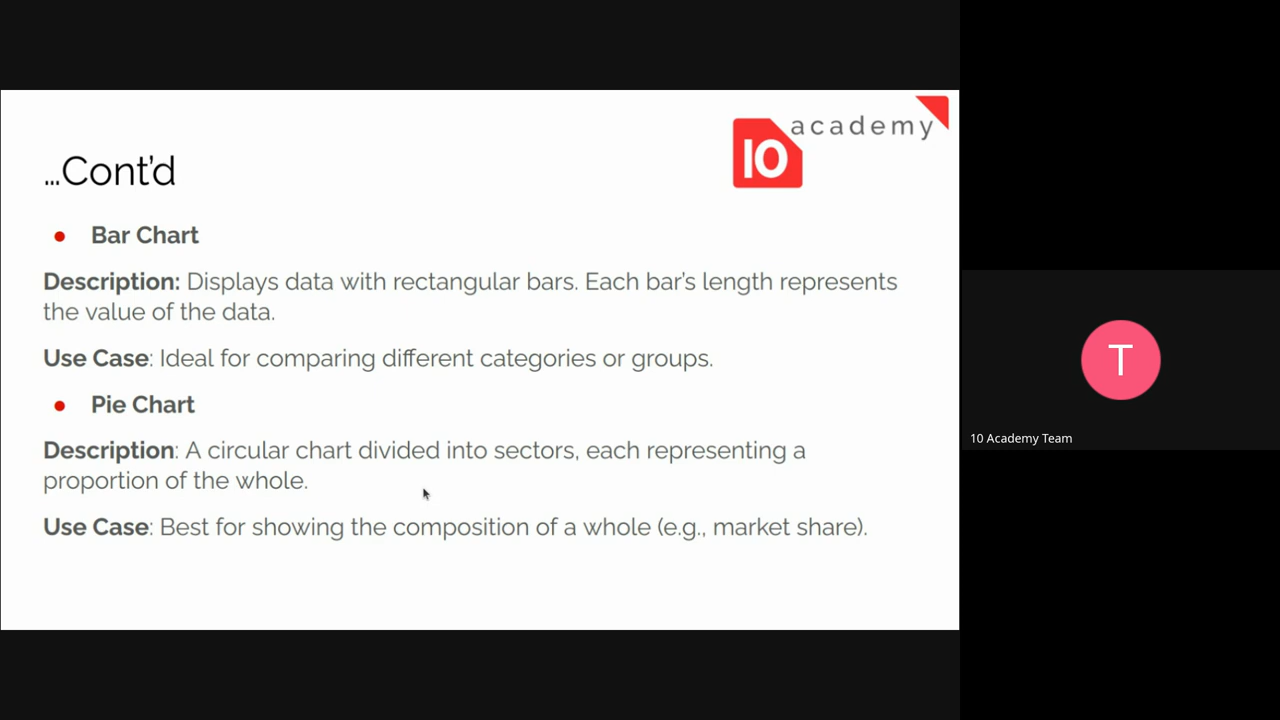 10 academy
...Cont'd
● Bar Chart
Description: Displays data with rectangular bars. Each bar's length represents
the value of the data.
Use Case: Ideal for comparing different categories or groups.
● Pie Chart
Description: A circular chart divided into sectors, each representing a
proportion of the whole.
Use Case: Best for showing the composition of a whole (e.g., market share).
T
10 Academy Team